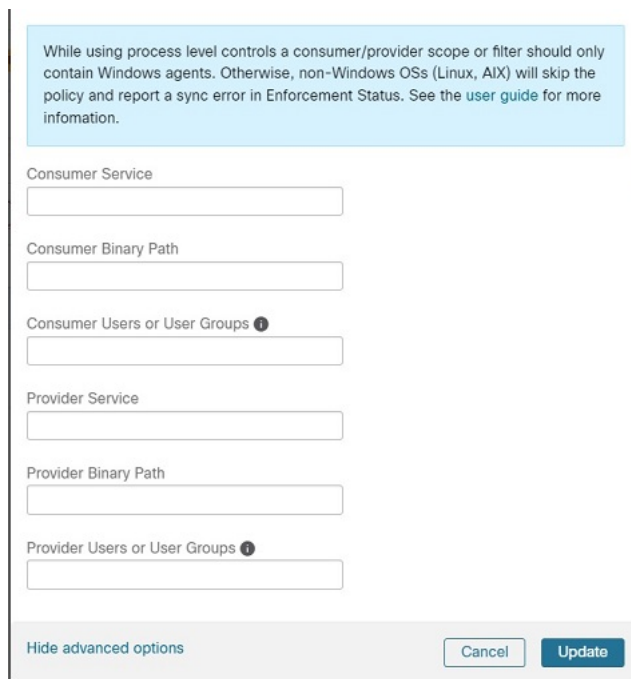 While using process level controls a consumer/provider scope or filter should only
contain Windows agents. Otherwise, non-Windows OSs (Linux, AIX) will skip the
policy and report a sync error in Enforcement Status. See the user guide for more
infomation.
Consumer Service
Consumer Binary Path
Consumer Users or User Groups
Provider Service
Provider Binary Path
Provider Users or User Groups
Hide advanced options
Cancel
Update